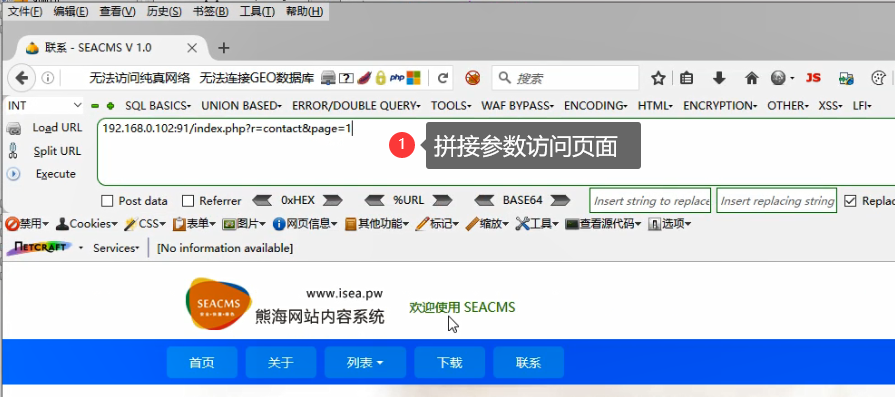 文件(F) 编辑(E) 查看(V) 历史(S) 书签(B) 工具(T) 帮助(H)
联系 - SEACMS V 1.0
无法访问纯真网络 无法连接GEO数据库 php 搜索 JS
INT SQL BASICS UNION BASED ERROR/DOUBLE QUERY TOOLS WAF BYPASS ENCODING HTML ENCRYPTION OTHER XSS LFI
Load URL 192.168.0.102:91/index.php?r=contact&page=1
1 拼接参数访问页面
Split URL
Execute
Post data Referrer 0xHEX %URL BASE64 Insert string to replace Insert replacing string Replac
禁用 Cookies CSS 表单 图片 网页信息 其他功能 标记 缩放 工具 查看源代码 选项
NETCRAFT Services [No information available]
SEACMS www.isea.pw
熊海网站内容系统 欢迎使用 SEACMS
首页 关于 列表 下载 联系